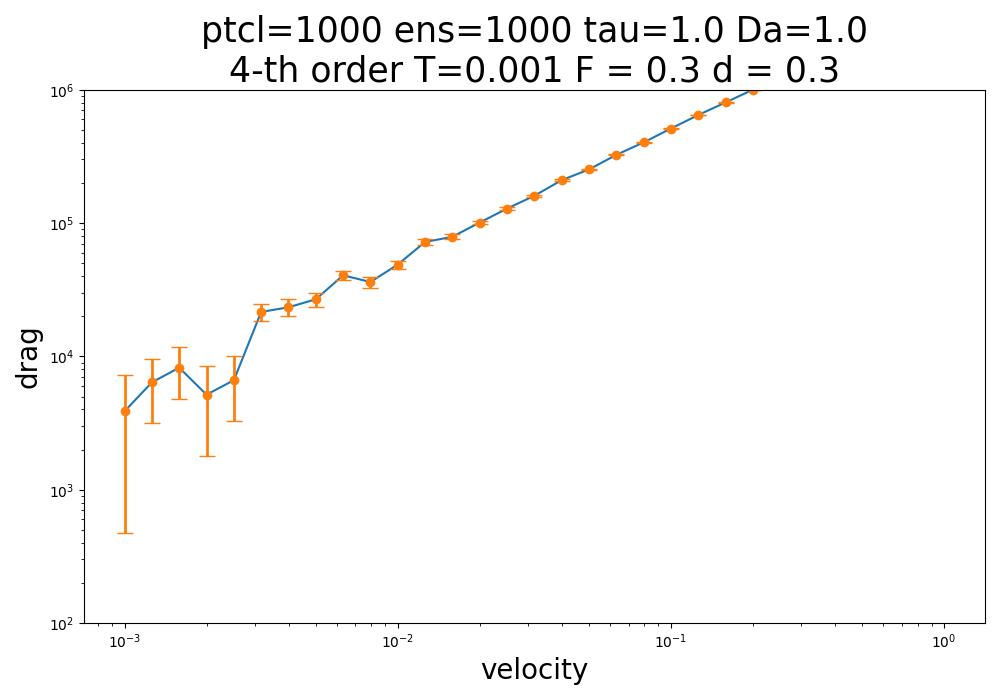 ptcl=1000 ens=1000 tau=1.0 Da=1.0
4-th order T=0.001 F = 0.3 d = 0.3
10⁶
10⁵
10⁴
10³
10²
drag
10⁻³
10⁻²
10⁻¹
10⁰
velocity